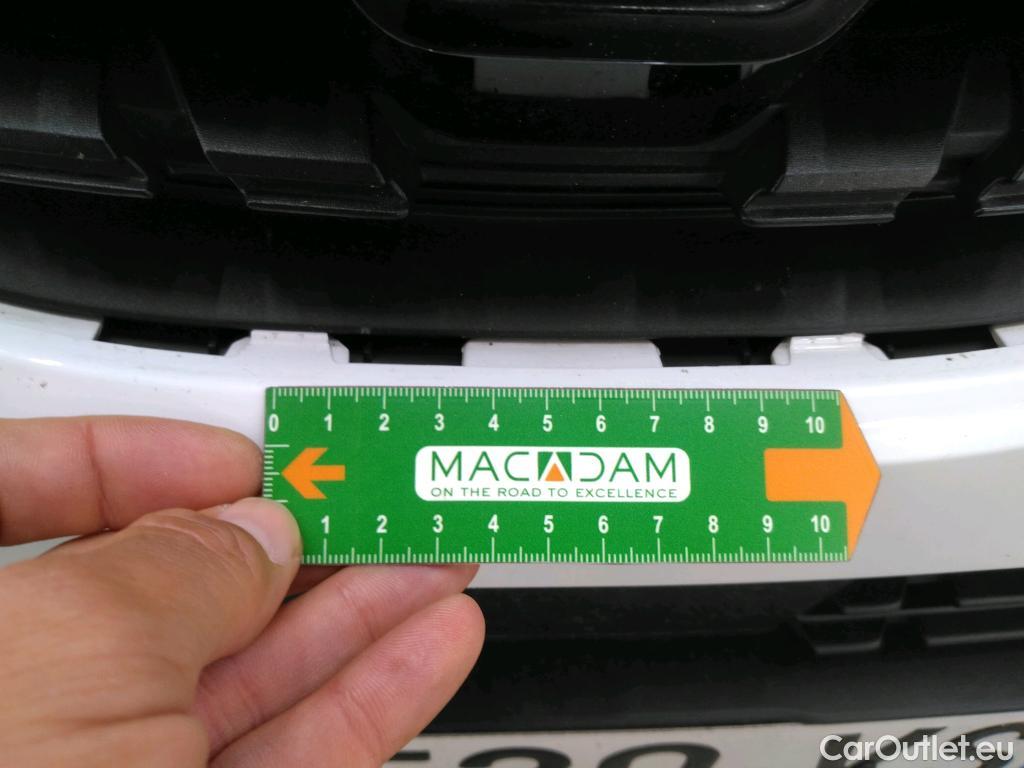 0 1 2 3 4 5 6 7 8 9 10
MACADAM
ON THE ROAD TO EXCELLENCE
1 2 3 4 5 6 7 8 9 10
CarOutlet.eu